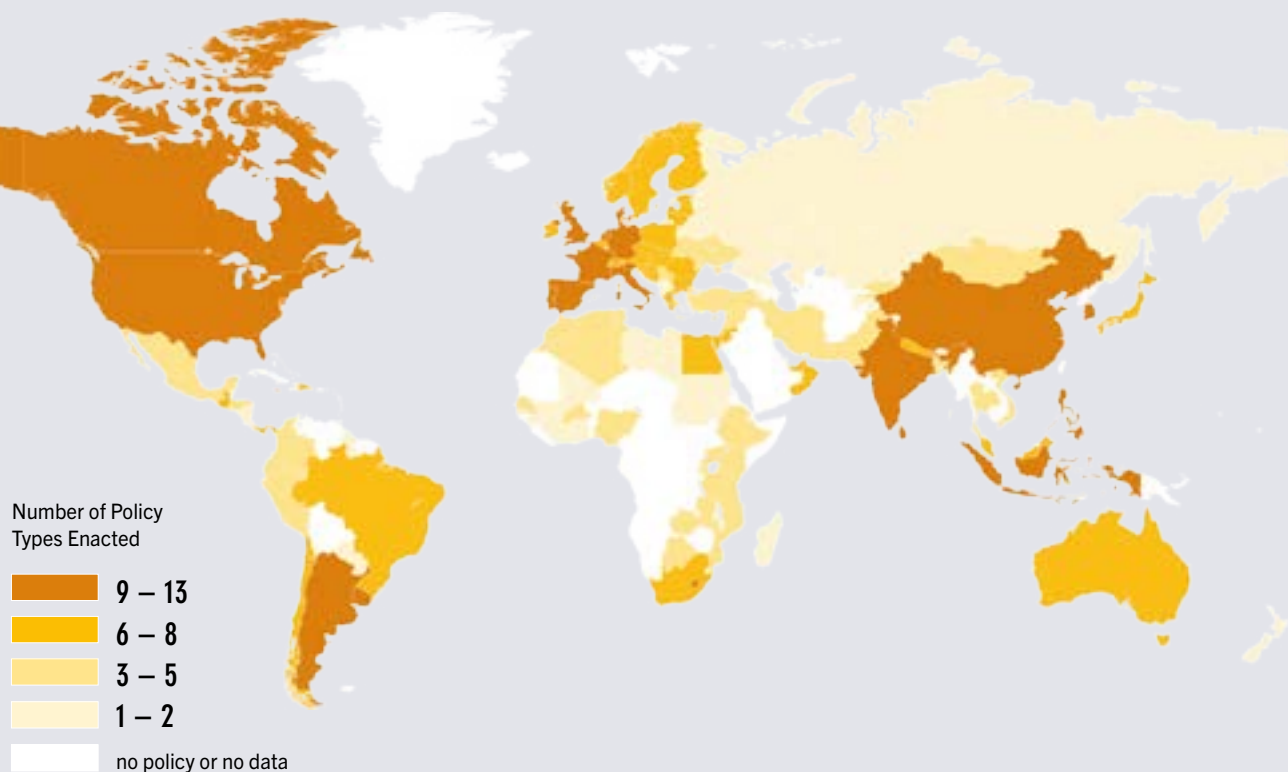 Number of Policy
Types Enacted
9 – 13
6 – 8
3 – 5
1 – 2
no policy or no data